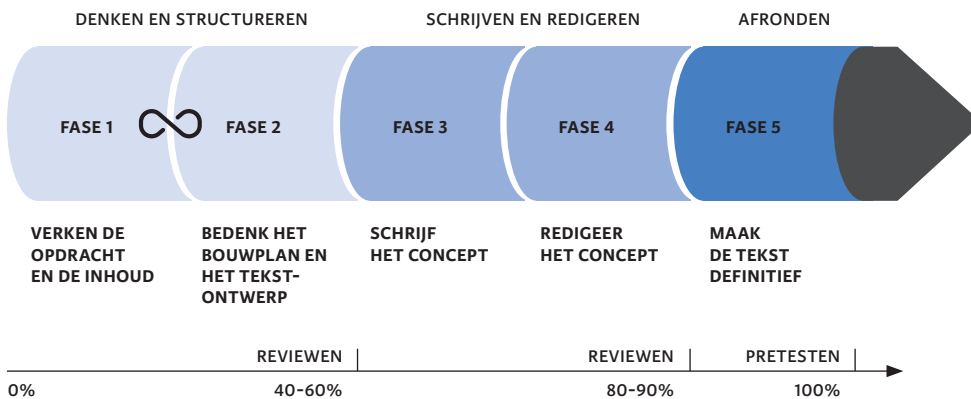 DENKEN EN STRUCTUREREN
SCHRIJVEN EN REDIGEREN
AFRONDEN
FASE 1
FASE 2
FASE 3
FASE 4
FASE 5
VERKEN DE
OPDRACHT
EN DE INHOUD
BEDENK HET
BOUWPLAN EN
HET TEKST-
ONTWERP
SCHRIJF
HET CONCEPT
REDIGEER
HET CONCEPT
MAAK
DE TEKST
DEFINITIEF
REVIEWEN
REVIEWEN
PRETESTEN
0%
40-60%
80-90%
100%